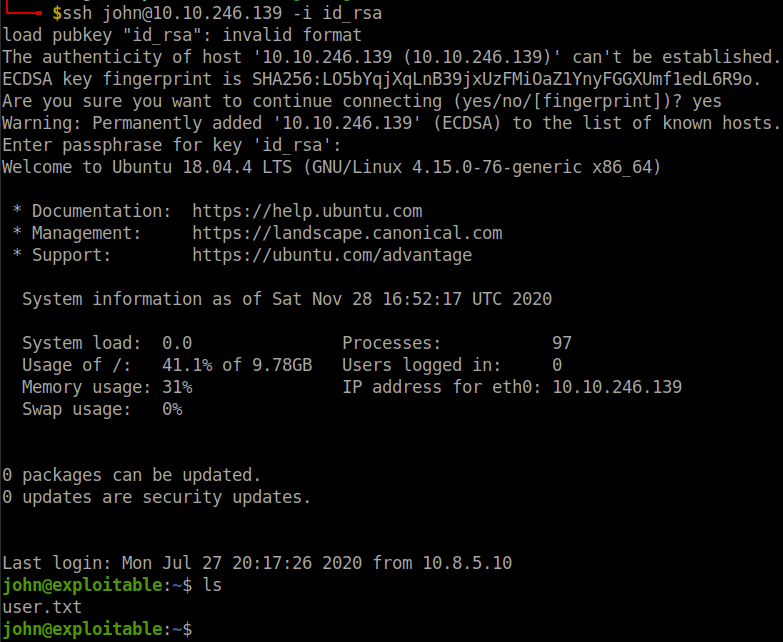 $ssh john@10.10.246.139 -i id_rsa
load pubkey "id_rsa": invalid format
The authenticity of host '10.10.246.139 (10.10.246.139)' can't be established.
ECDSA key fingerprint is SHA256:LO5bYqjXqLnB39jxUzFMiOaZ1YnyFGGXUmf1edL6R9o.
Are you sure you want to continue connecting (yes/no/[fingerprint])? yes
Warning: Permanently added '10.10.246.139' (ECDSA) to the list of known hosts.
Enter passphrase for key 'id_rsa':
Welcome to Ubuntu 18.04.4 LTS (GNU/Linux 4.15.0-76-generic x86_64)
* Documentation:  https://help.ubuntu.com
* Management:     https://landscape.canonical.com
* Support:        https://ubuntu.com/advantage
System information as of Sat Nov 28 16:52:17 UTC 2020
System load:  0.0                Processes:           97
Usage of /:   41.1% of 9.78GB   Users logged in:     0
Memory usage: 31%               IP address for eth0: 10.10.246.139
Swap usage:   0%
0 packages can be updated.
0 updates are security updates.
Last login: Mon Jul 27 20:17:26 2020 from 10.8.5.10
john@exploitable:~$ ls
user.txt
john@exploitable:~$